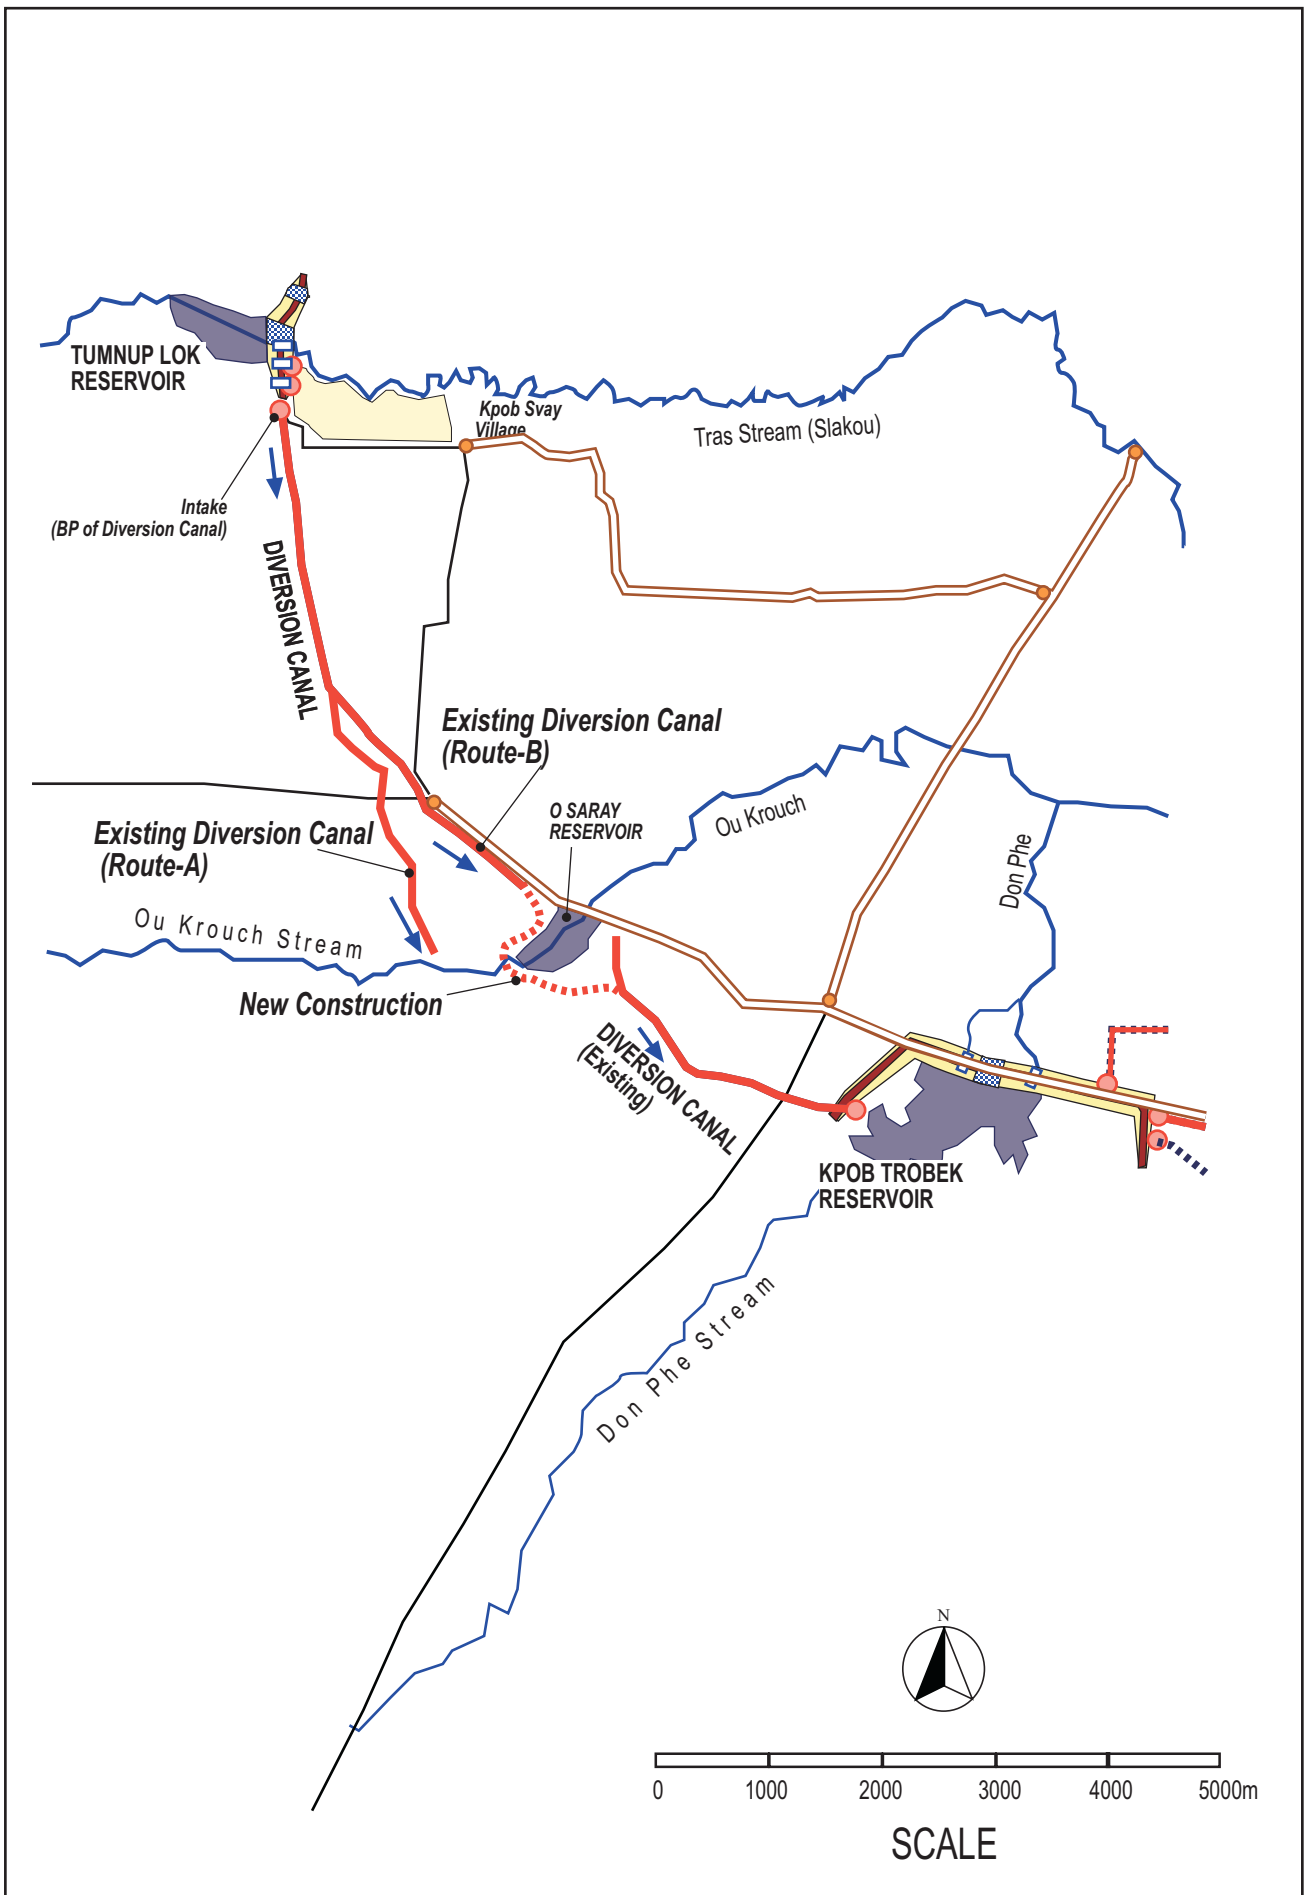 TUMNUP LOK
RESERVOIR
Kpob Svay
Village
Tras Stream (Slakou)
Intake
(BP of Diversion Canal)
DIVERSION CANAL
Existing Diversion Canal
(Route-B)
O SARAY
RESERVOIR
Ou Krouch
Existing Diversion Canal
(Route-A)
Don Phe
Ou Krouch Stream
New Construction
DIVERSION CANAL
(Existing)
KPOB TROBEK
RESERVOIR
Don Phe Stream
N
0 1000 2000 3000 4000 5000m
SCALE